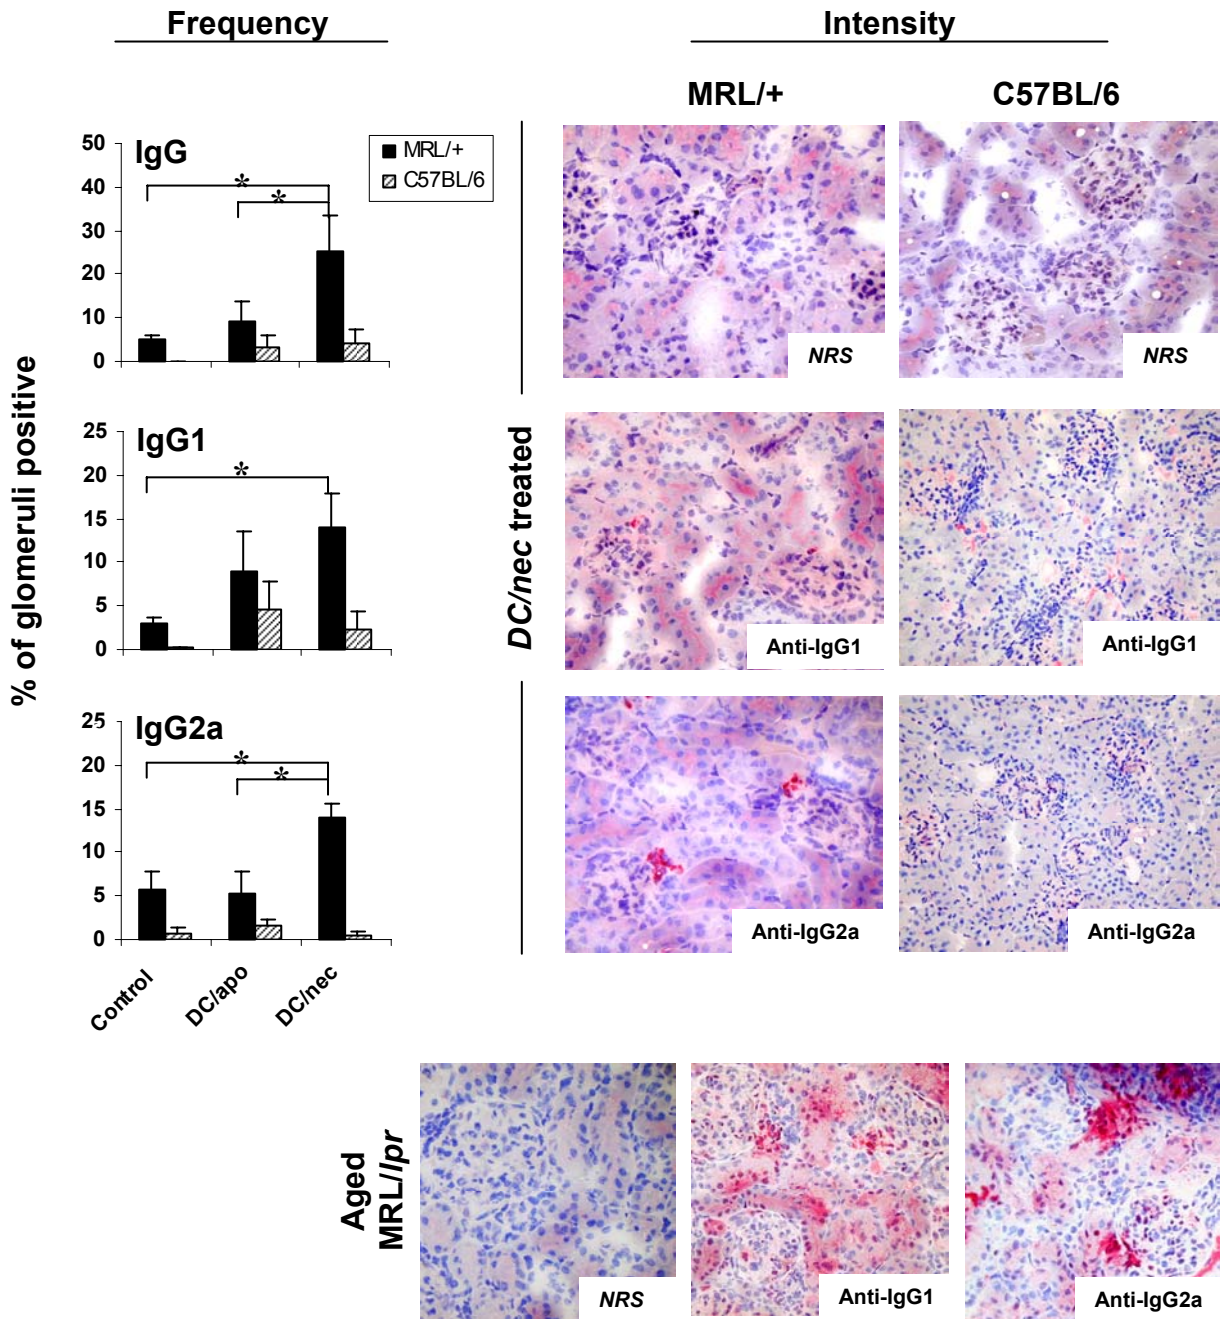 Frequency
Intensity
MRL/+
C57BL/6
% of glomeruli positive
IgG
MRL/+
C57BL/6
50
40
30
20
10
0
*
*
IgG1
25
20
15
10
5
0
*
IgG2a
25
20
15
10
5
0
*
*
Control
DC/apo
DC/nec
DC/nec treated
NRS
NRS
Anti-IgG1
Anti-IgG1
Anti-IgG2a
Anti-IgG2a
Aged
MRL/lpr
NRS
Anti-IgG1
Anti-IgG2a